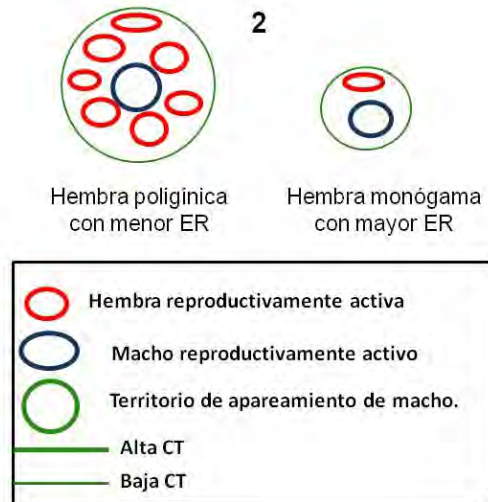 2
Hembra poligínica
con menor ER
Hembra monógama
con mayor ER
Hembra reproductivamente activa
Macho reproductivamente activo
Territorio de apareamiento de macho.
Alta CT
Baja CT